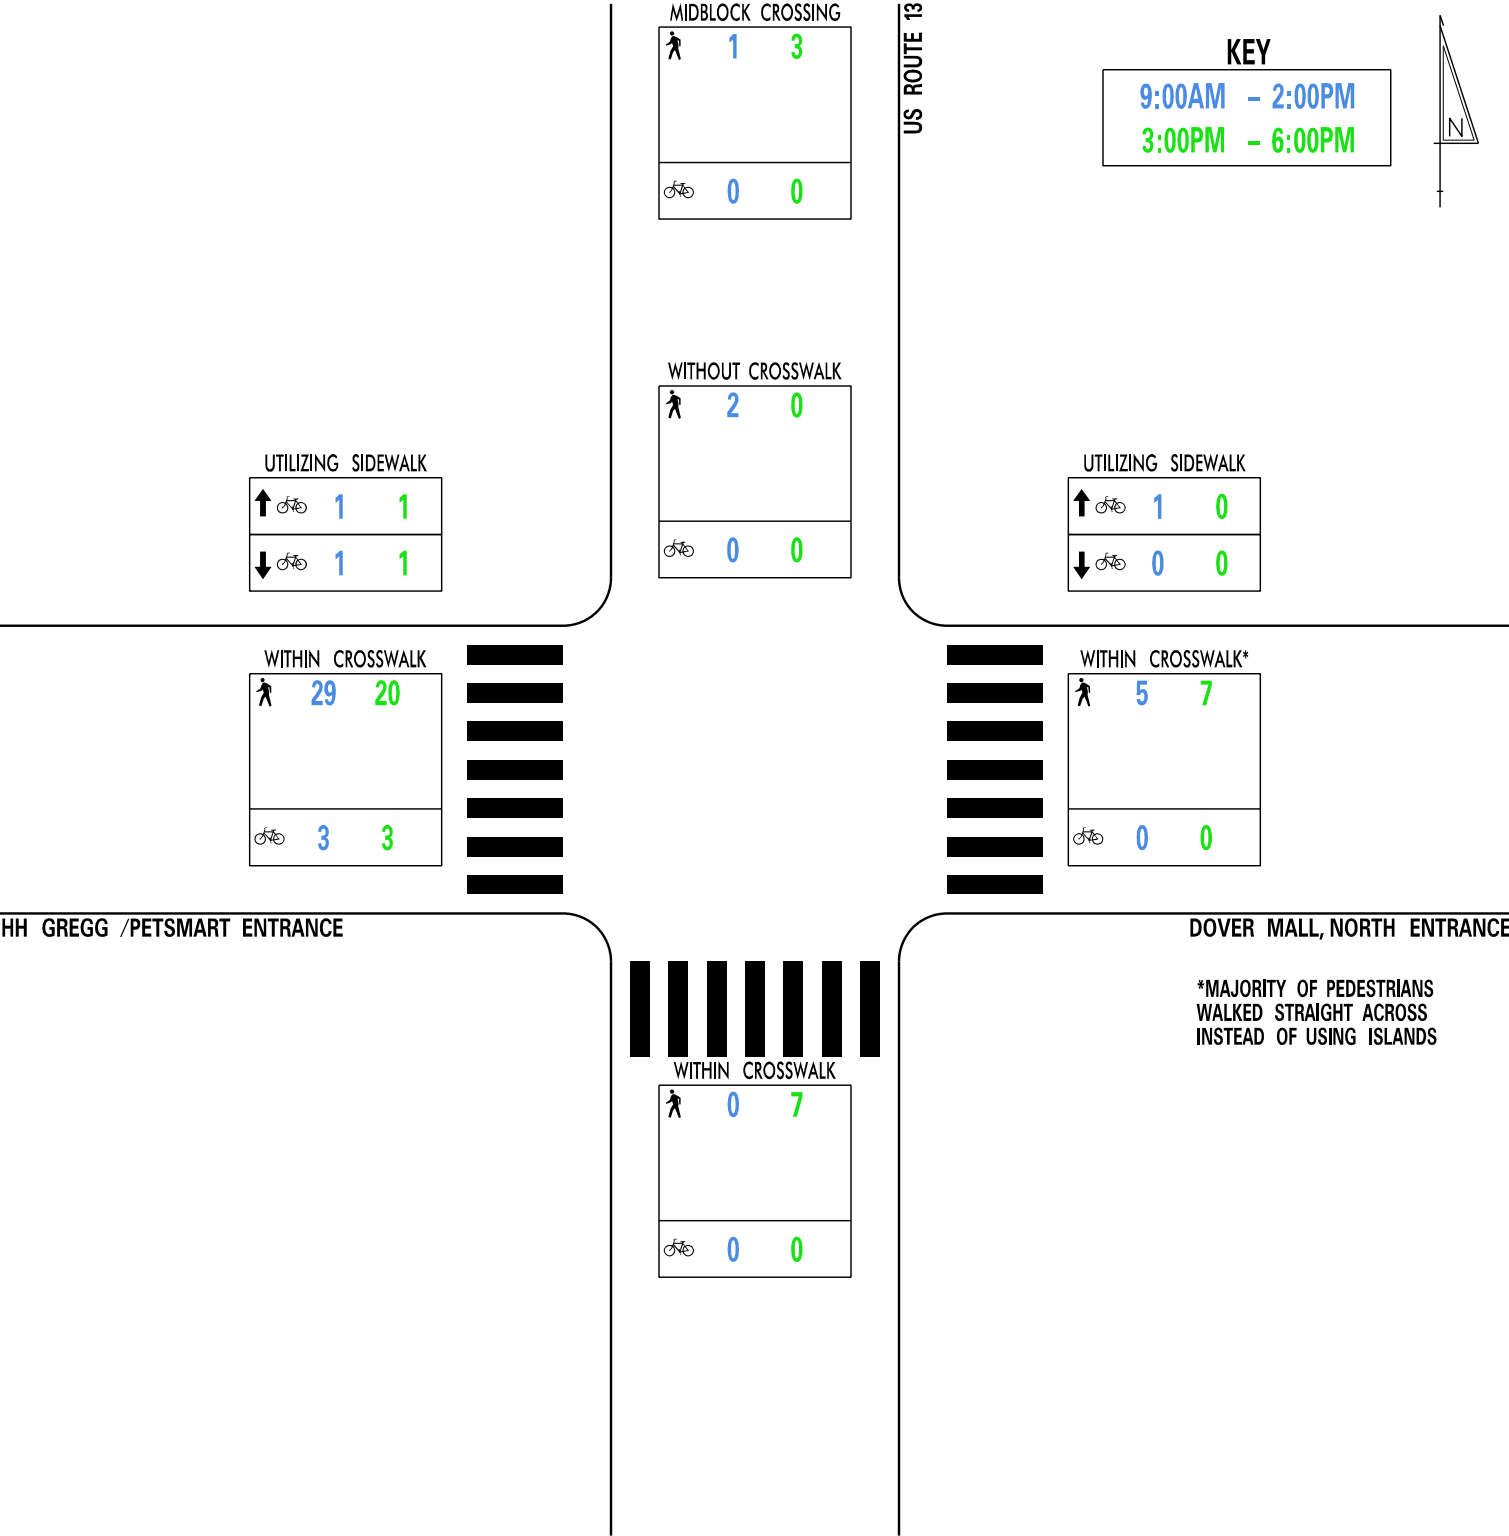 MIDBLOCK CROSSING
1 3
0 0
US ROUTE 13
KEY
9:00AM - 2:00PM
3:00PM - 6:00PM
N
WITHOUT CROSSWALK
2 0
0 0
UTILIZING SIDEWALK
1 1
1 1
UTILIZING SIDEWALK
1 0
0 0
WITHIN CROSSWALK
29 20
3 3
WITHIN CROSSWALK*
5 7
0 0
HH GREGG /PETSMART ENTRANCE
DOVER MALL, NORTH ENTRANCE
*MAJORITY OF PEDESTRIANS
WALKED STRAIGHT ACROSS
INSTEAD OF USING ISLANDS
WITHIN CROSSWALK
0 7
0 0